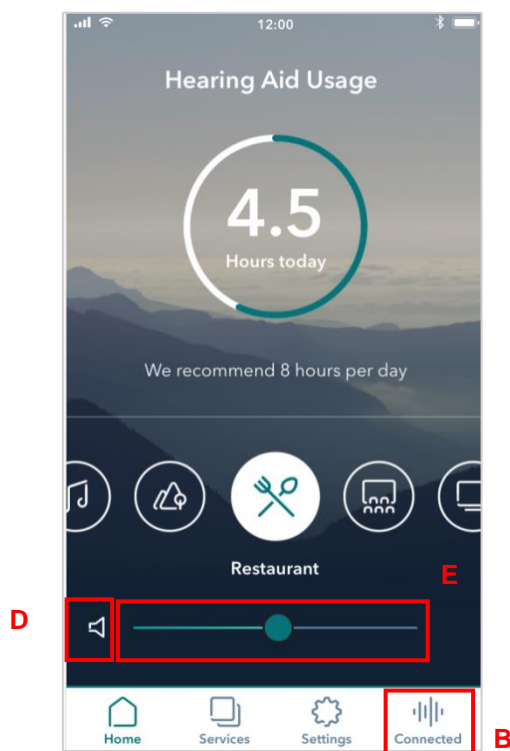 12:00
Hearing Aid Usage
4.5
Hours today
We recommend 8 hours per day
Restaurant
E
D
Home Services Settings Connected
B